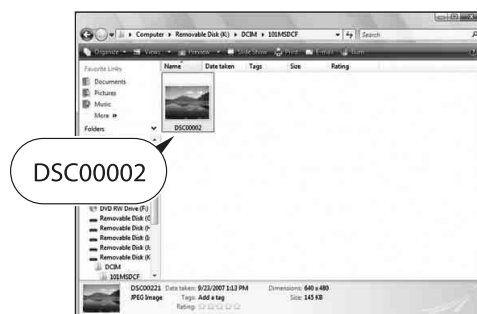 Computer ▸ Removable Disk (K:) ▸ DCIM ▸ 101MSDCF
Search
Organize Views Preview Slide Show Print E-mail Burn
Favorite Links
Name Date taken Tags Size Rating
Documents
Pictures
Music
More »
DSC00002
Folders
DSC00002
DVD RW Drive (F:)
Removable Disk (
Removable Disk (
Removable Disk (
Removable Disk (
Removable Disk (K
DCIM
101MSDCF
DSC00221 Date taken: 9/23/2007 1:13 PM Dimensions: 640 x 480
JPEG Image Tags: Add a tag Size: 145 KB
Rating: